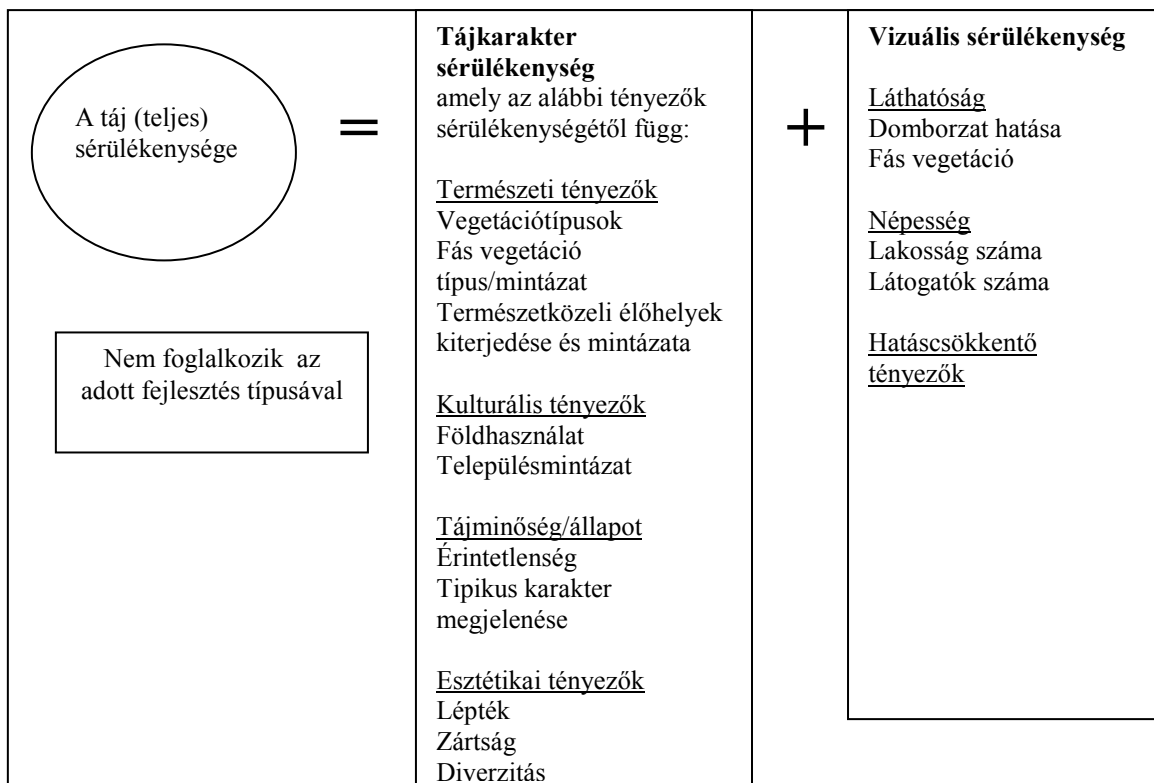 A táj (teljes)
sérülékenysége
=
Nem foglalkozik az
adott fejlesztés típusával
Tájkarakter
sérülékenység
amely az alábbi tényezők
sérülékenységétől függ:
Természeti tényezők
Vegetációtípusok
Fás vegetáció
típus/mintázat
Természetközeli élőhelyek
kiterjedése és mintázata
Kulturális tényezők
Földhasználat
Településmintázat
Tájminőség/állapot
Érintetlenség
Tipikus karakter
megjelenése
Esztétikai tényezők
Lépték
Zártság
Diverzitás
+
Vizuális sérülékenység
Láthatóság
Domborzat hatása
Fás vegetáció
Népesség
Lakosság száma
Látogatók száma
Hatáscsökkentő
tényezők